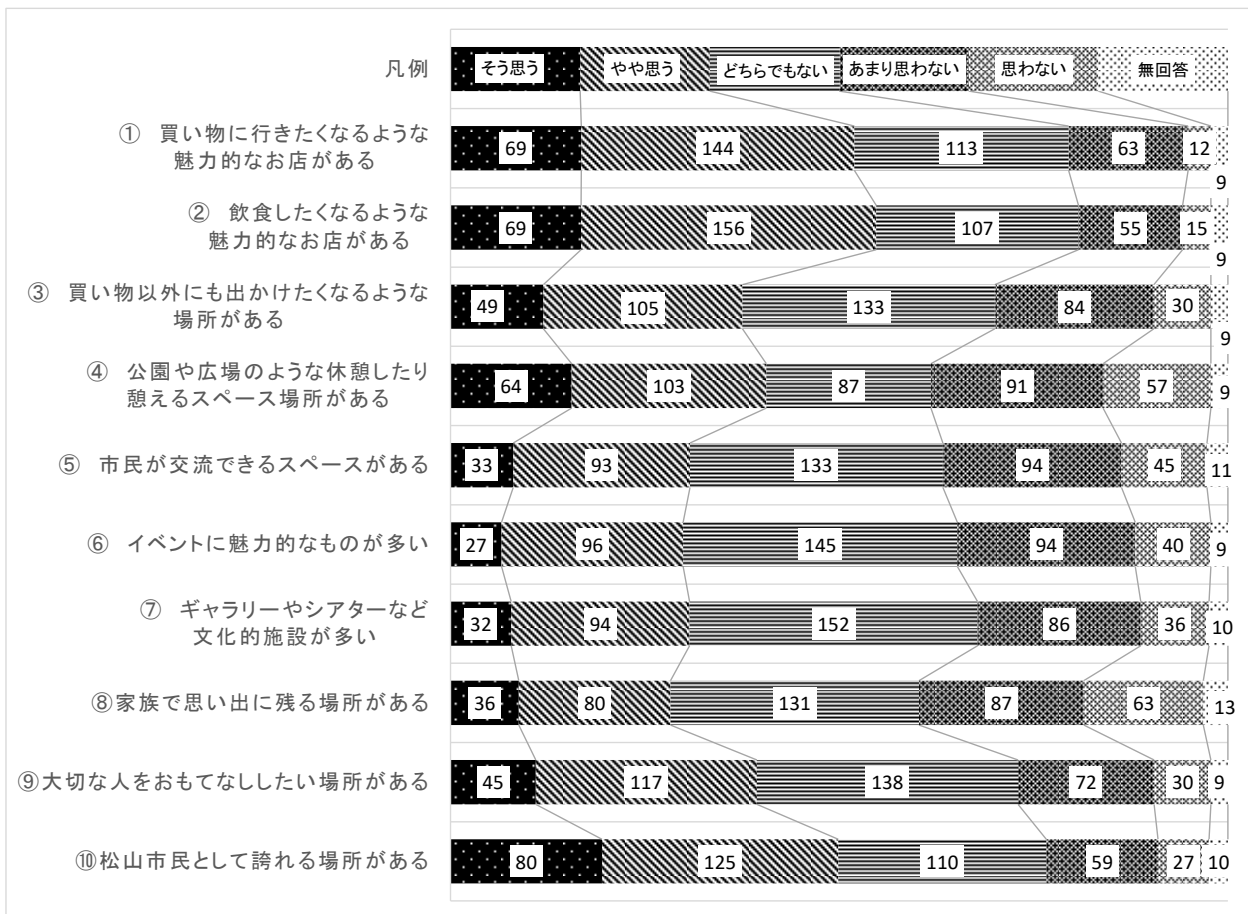 凡例
そう思う やや思う どちらでもない あまり思わない 思わない 無回答
① 買い物に行きたくなるような
魅力的なお店がある
69 144 113 63 12 9
② 飲食したくなるような
魅力的なお店がある
69 156 107 55 15 9
③ 買い物以外にも出かけたくなるような
場所がある
49 105 133 84 30 9
④ 公園や広場のような休憩したり
憩えるスペース場所がある
64 103 87 91 57 9
⑤ 市民が交流できるスペースがある
33 93 133 94 45 11
⑥ イベントに魅力的なものが多い
27 96 145 94 40 9
⑦ ギャラリーやシアターなど
文化的施設が多い
32 94 152 86 36 10
⑧家族で思い出に残る場所がある
36 80 131 87 63 13
⑨大切な人をおもてなししたい場所がある
45 117 138 72 30 9
⑩松山市民として誇れる場所がある
80 125 110 59 27 10